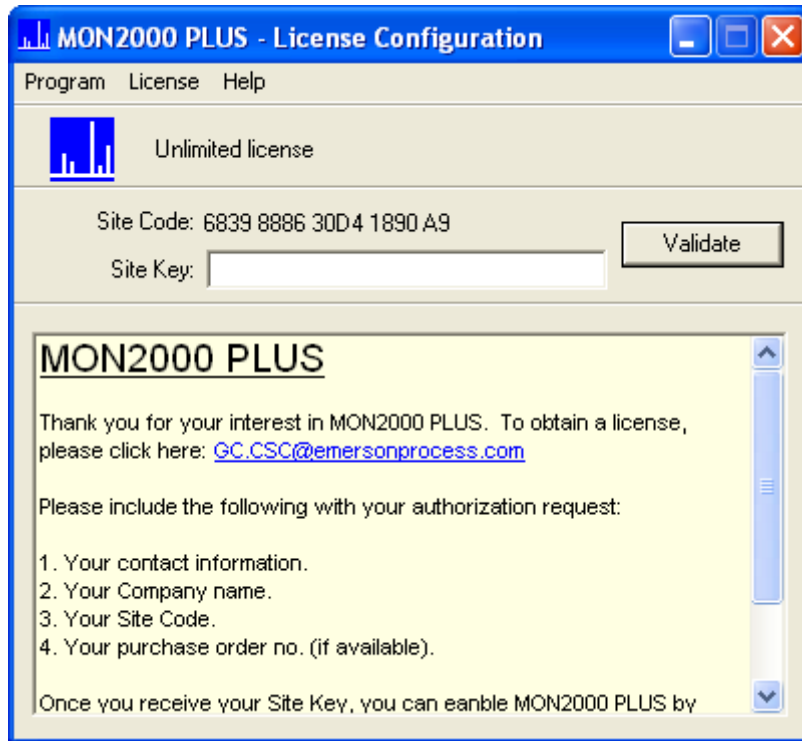 MON2000 PLUS - License Configuration
Program License Help
Unlimited license
Site Code: 6839 8886 30D4 1890 A9
Site Key:
Validate
MON2000 PLUS
Thank you for your interest in MON2000 PLUS. To obtain a license,
please click here: GC.CSC@emersonprocess.com
Please include the following with your authorization request:
1. Your contact information.
2. Your Company name.
3. Your Site Code.
4. Your purchase order no. (if available).
Once you receive your Site Key, you can eanble MON2000 PLUS by